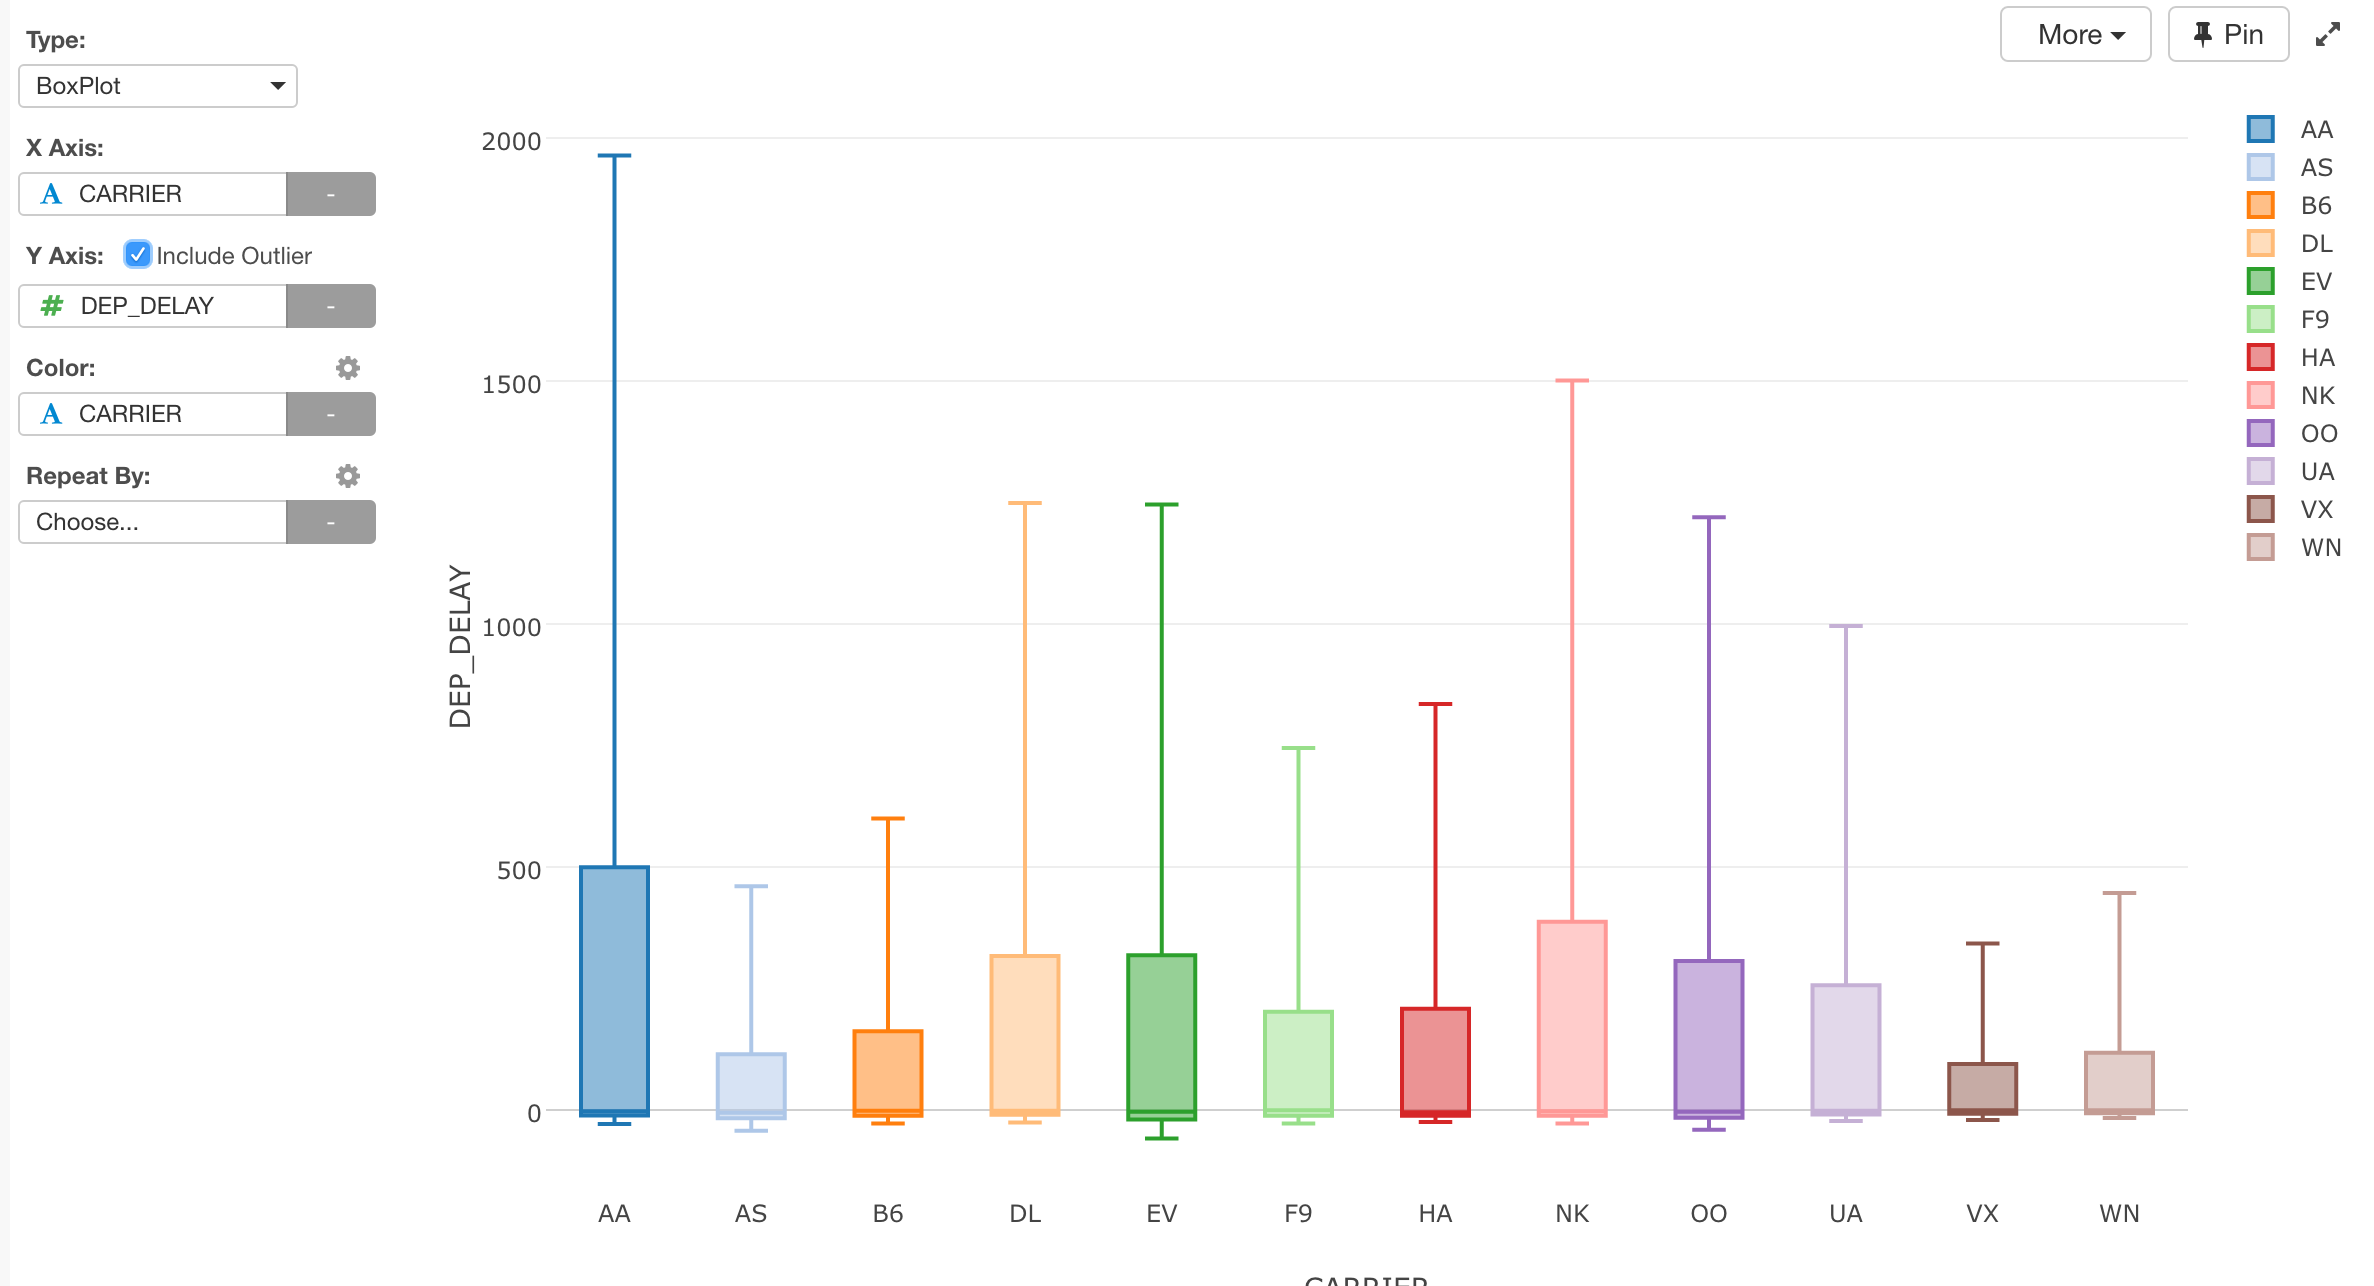 Type:
BoxPlot
X Axis:
A CARRIER -
Y Axis: Include Outlier
# DEP_DELAY -
Color:
A CARRIER -
Repeat By:
Choose... -
More
Pin
2000
1500
1000
500
0
DEP_DELAY
AA AS B6 DL EV F9 HA NK OO UA VX WN
CARRIER
AA
AS
B6
DL
EV
F9
HA
NK
OO
UA
VX
WN